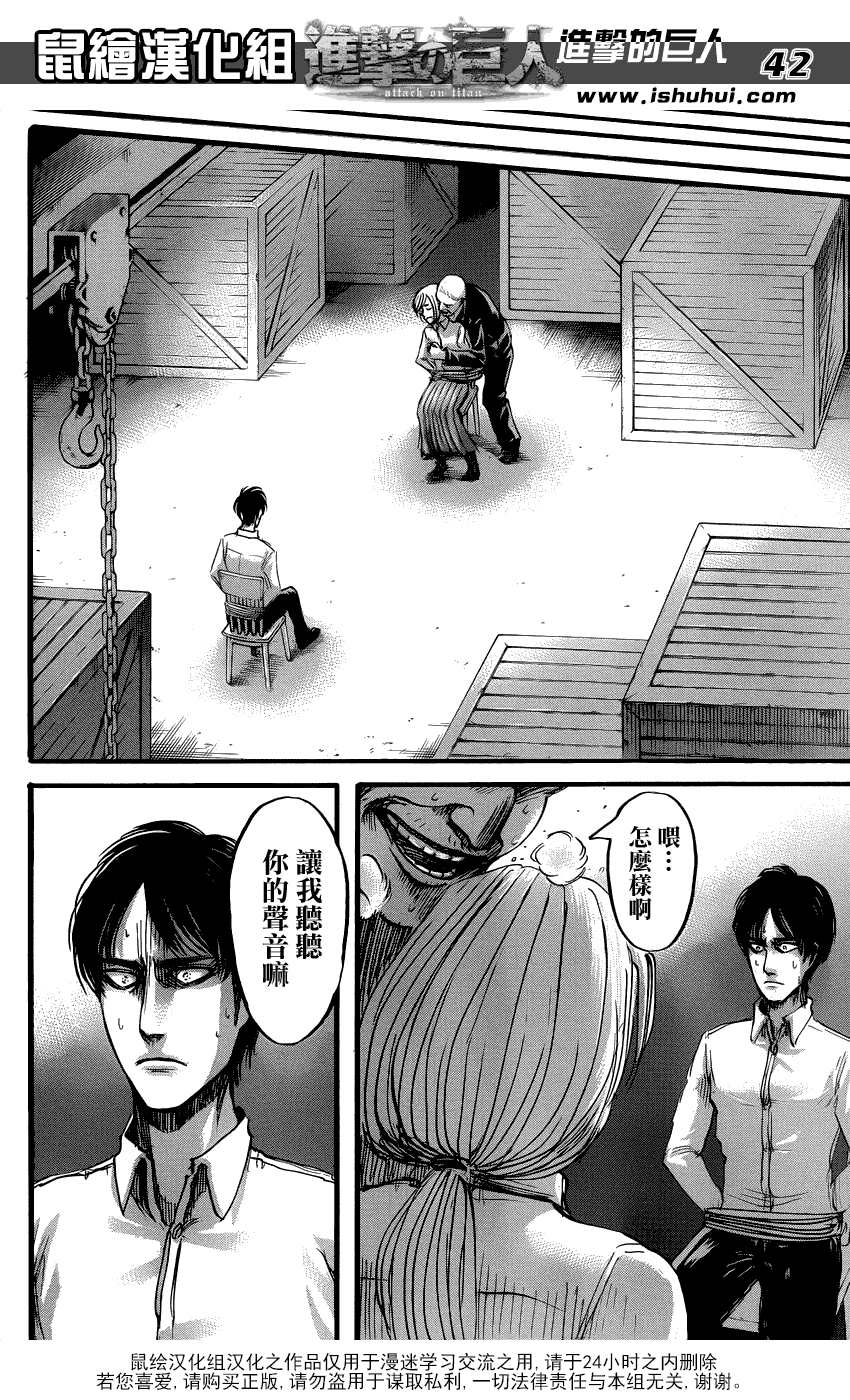 鼠繪漢化組
進撃の巨人
attack on titan
進擊的巨人
42
www.ishuhui.com
喂…
怎麼樣啊
讓我聽聽
你的聲音嘛
鼠绘汉化组汉化之作品仅用于漫迷学习交流之用, 请于24小时之内删除
若您喜爱, 请购买正版, 请勿盗用于谋取私利, 一切法律责任与本组无关, 谢谢。